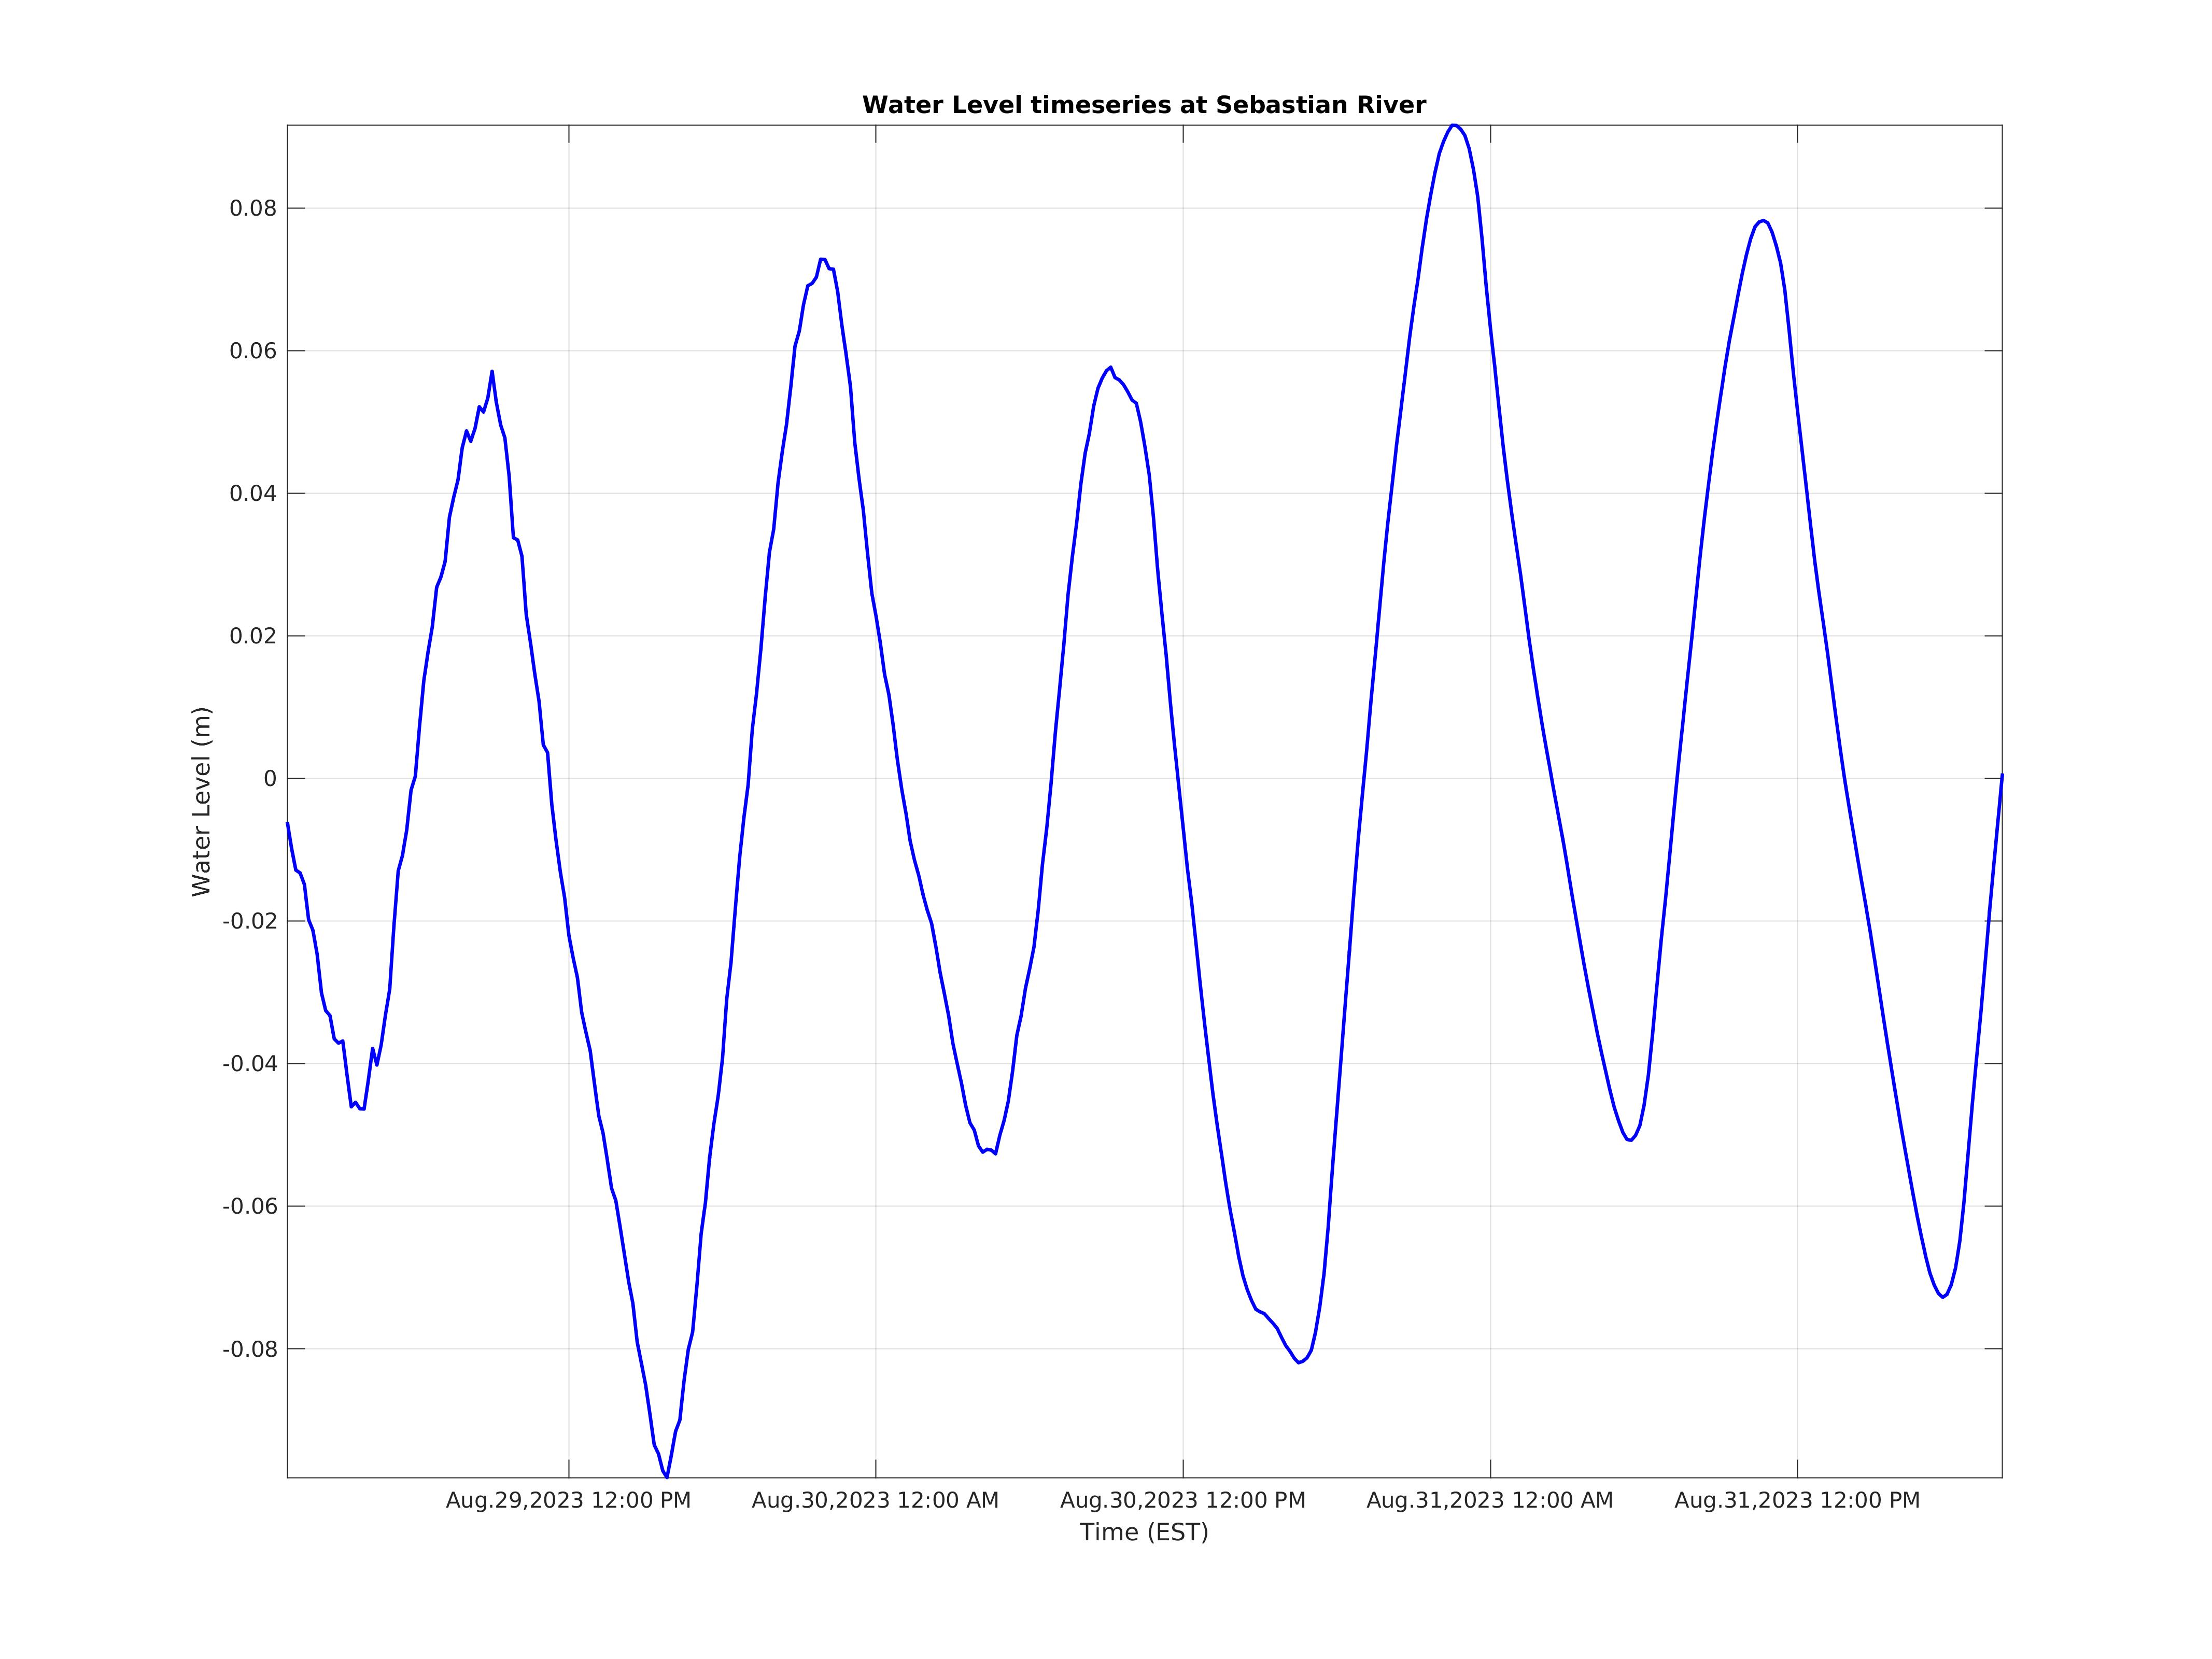 Water Level timeseries at Sebastian River
0.08
0.06
0.04
0.02
0
-0.02
-0.04
-0.06
-0.08
Water Level (m)
Aug.29,2023 12:00 PM
Aug.30,2023 12:00 AM
Aug.30,2023 12:00 PM
Aug.31,2023 12:00 AM
Aug.31,2023 12:00 PM
Time (EST)